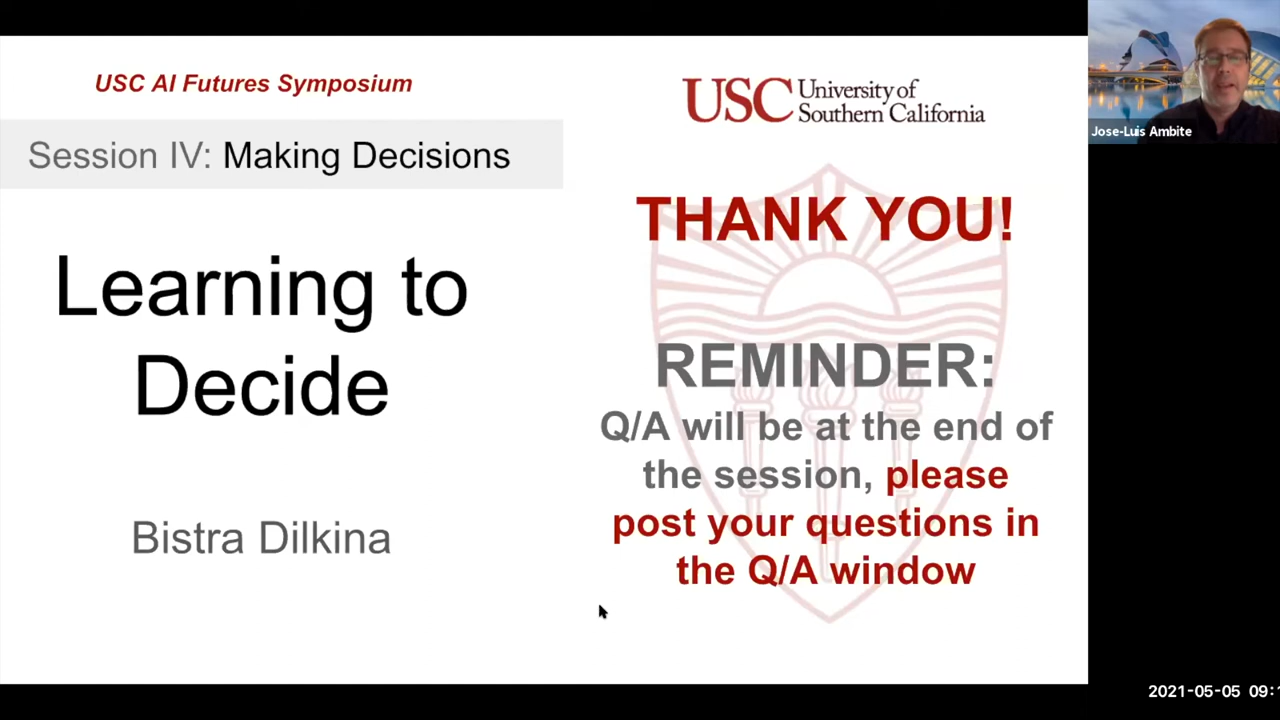 USC AI Futures Symposium
Session IV: Making Decisions
Learning to
Decide
Bistra Dilkina
USC University of
Southern California
THANK YOU!
REMINDER:
Q/A will be at the end of
the session, please
post your questions in
the Q/A window
Jose-Luis Ambite
2021-05-05 09:1